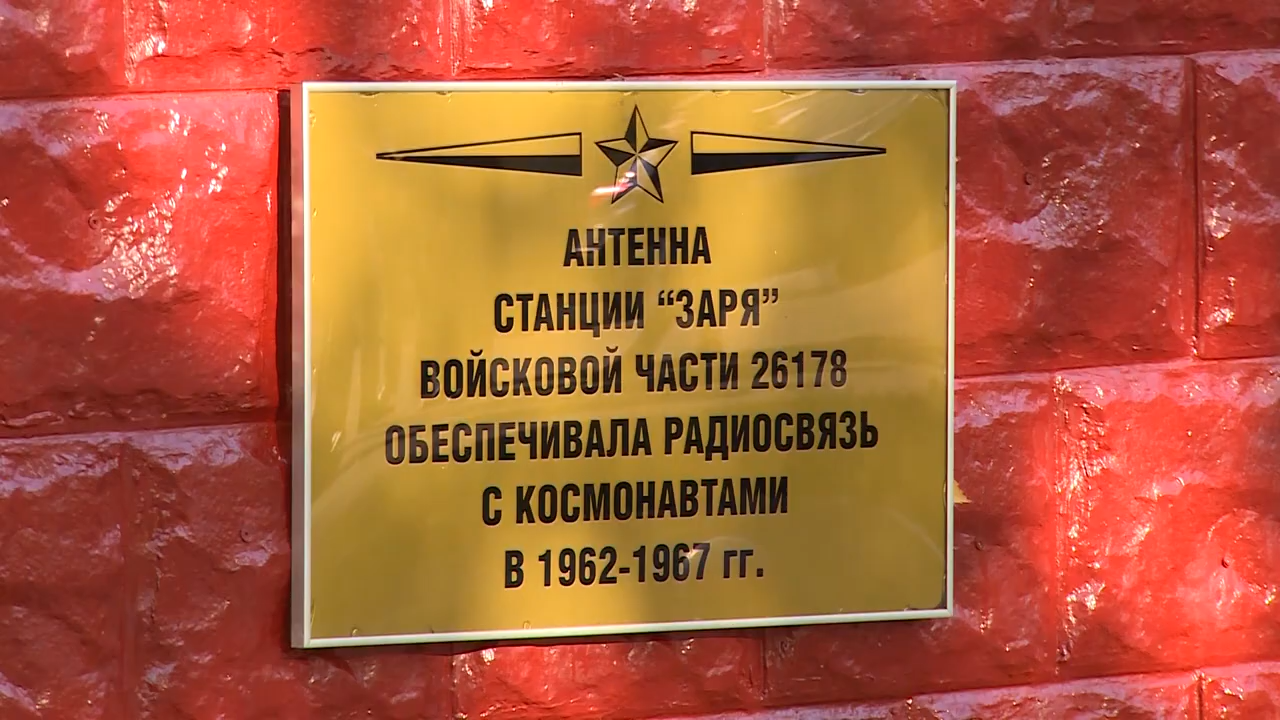 АНТЕННА
СТАНЦИИ “ЗАРЯ”
ВОЙСКОВОЙ ЧАСТИ 26178
ОБЕСПЕЧИВАЛА РАДИОСВЯЗЬ
С КОСМОНАВТАМИ
В 1962-1967 гг.